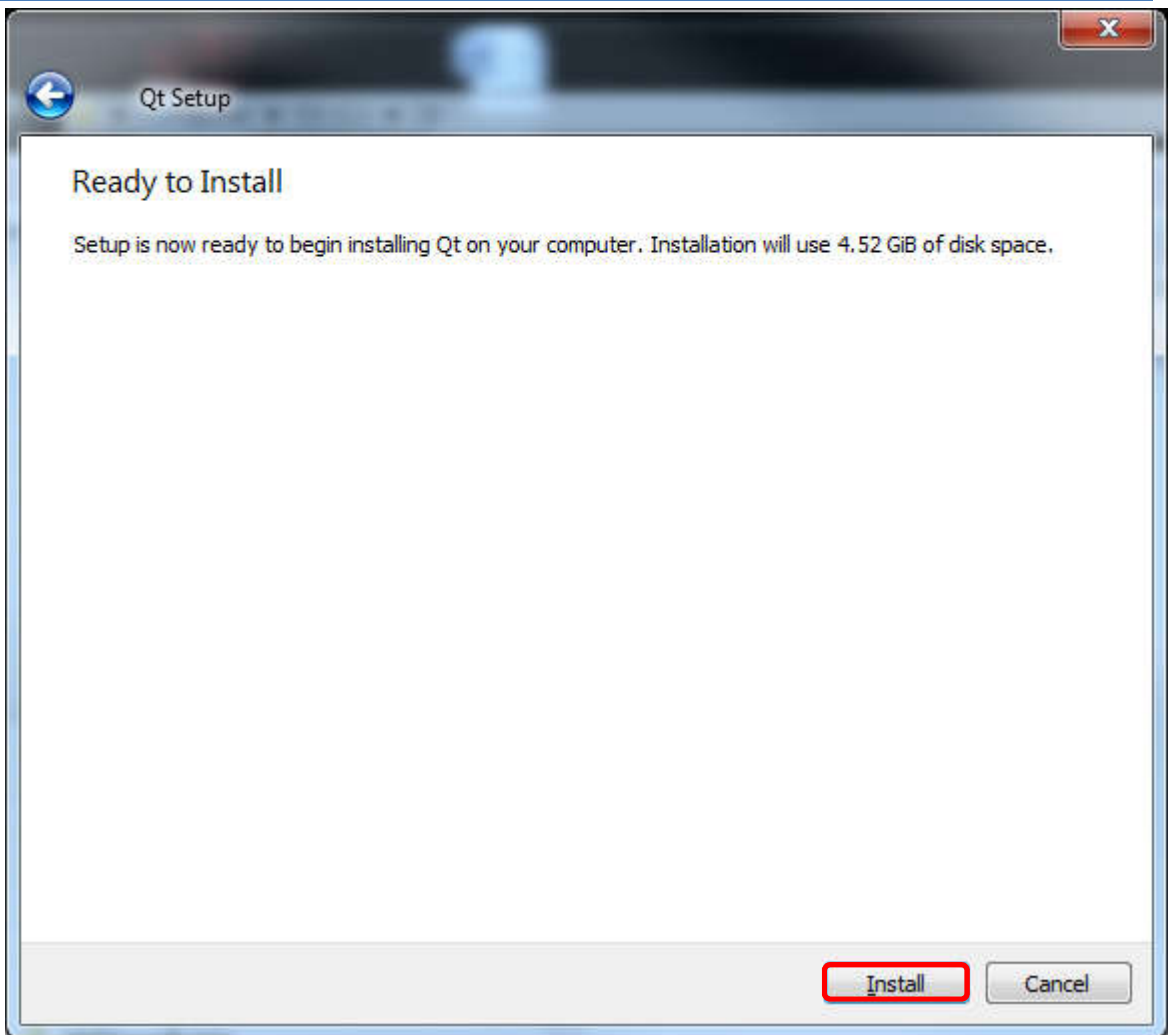 Qt Setup
Ready to Install
Setup is now ready to begin installing Qt on your computer. Installation will use 4.52 GiB of disk space.
Install Cancel